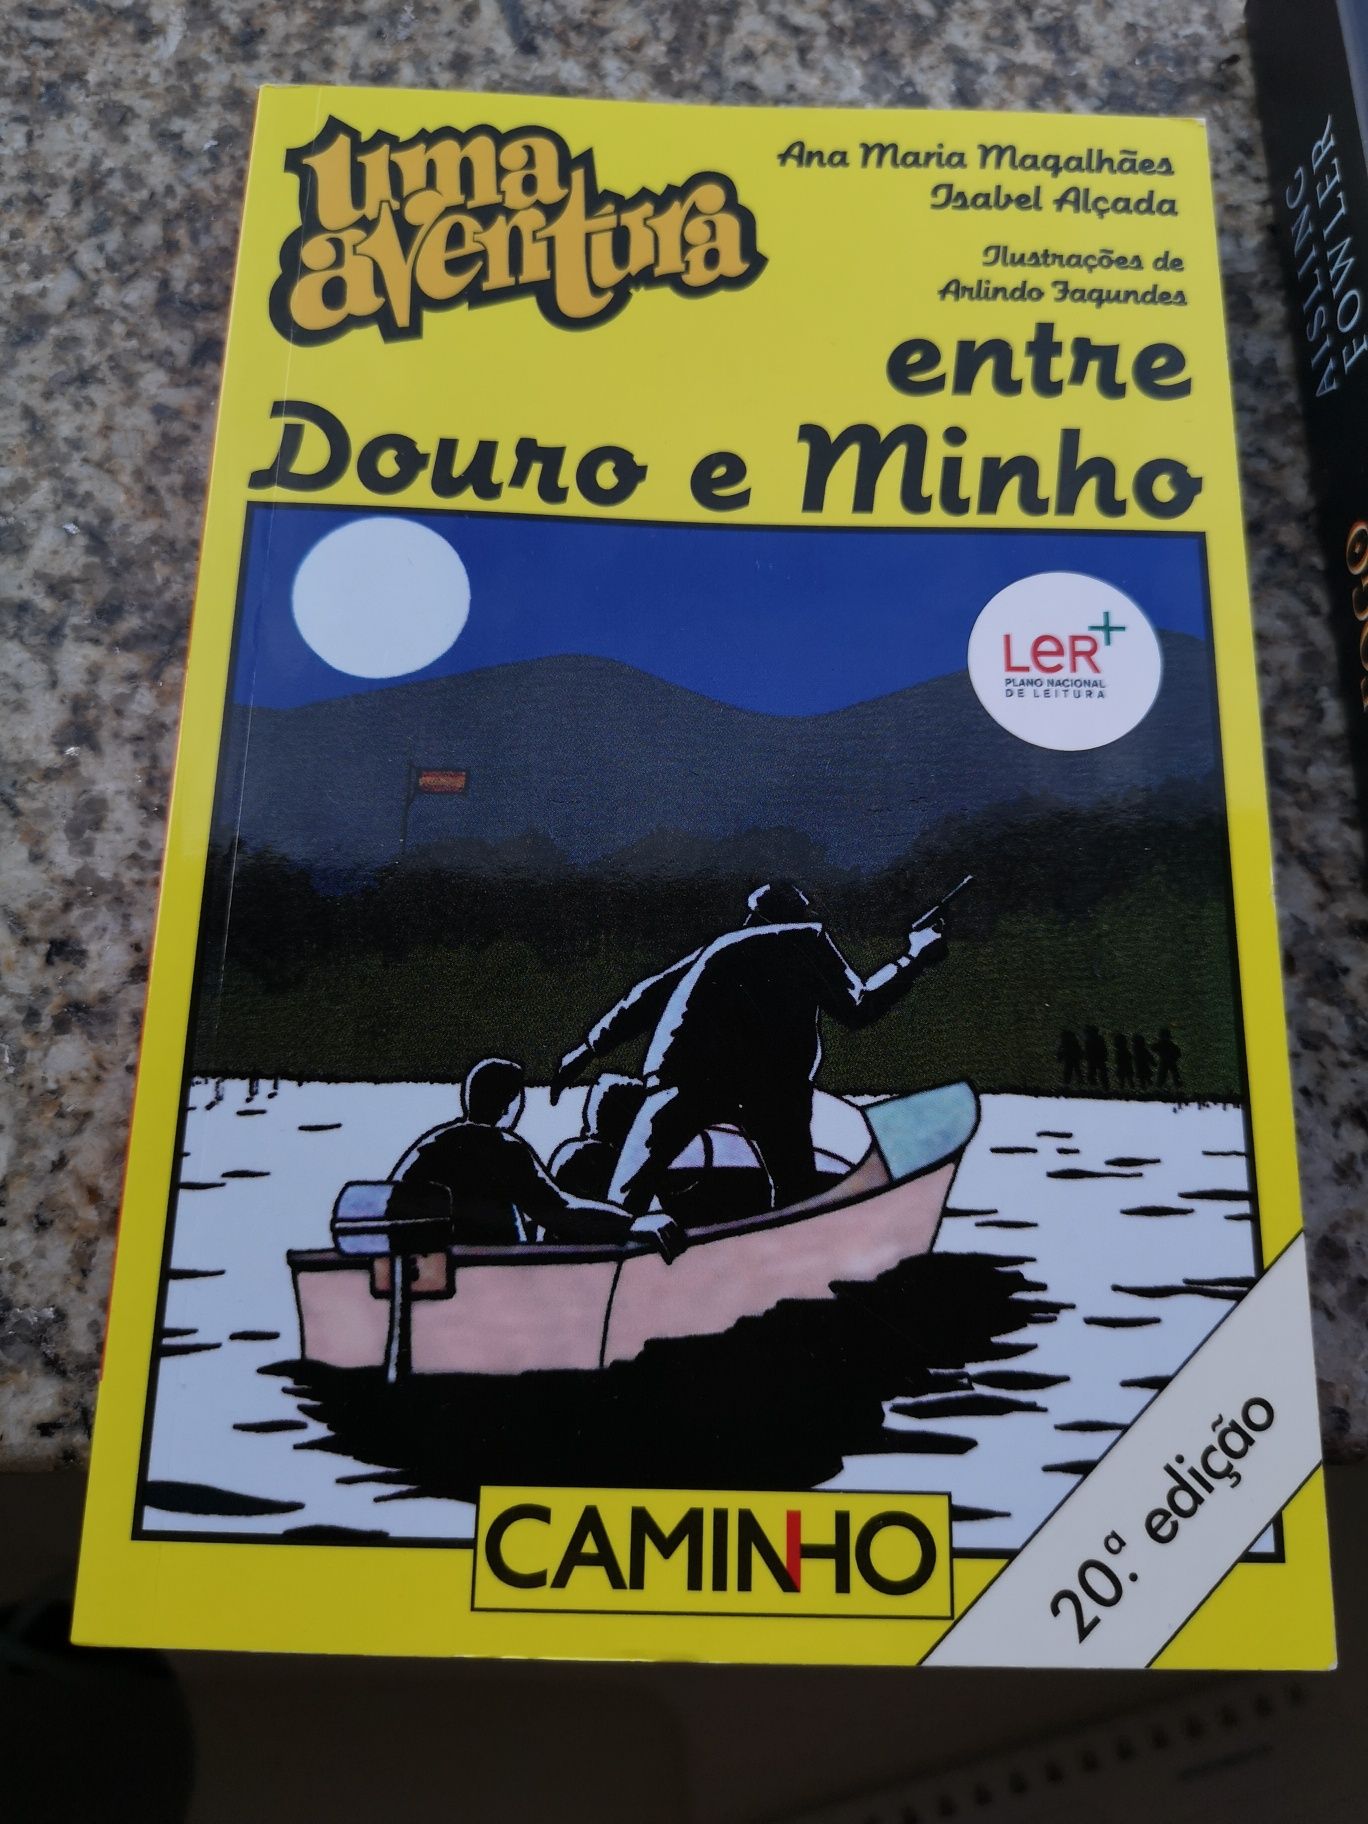 uma
aventura
Ana Maria Magalhães
Isabel Alçada
Ilustrações de
Arlindo Fagundes
entre
Douro e Minho
LeR+
PLANO NACIONAL
DE LEITURA
CAMINHO
20.ª edição
AISLING
FOWLER
FOGO